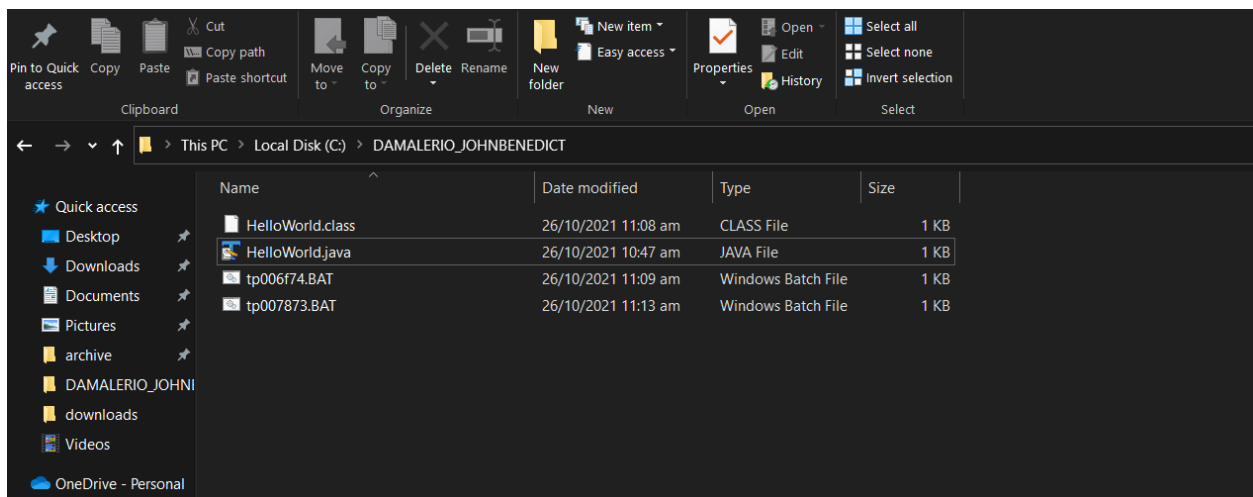 Pin to Quick access
Copy
Paste
Cut
Copy path
Paste shortcut
Clipboard
Move to
Copy to
Delete
Rename
Organize
New folder
New item
Easy access
New
Properties
Open
Edit
History
Open
Select all
Select none
Invert selection
Select
This PC > Local Disk (C:) > DAMALERIO_JOHNBENEDICT
Quick access
Desktop
Downloads
Documents
Pictures
archive
DAMALERIO_JOHN
downloads
Videos
OneDrive - Personal
Name Date modified Type Size
HelloWorld.class 26/10/2021 11:08 am CLASS File 1 KB
HelloWorld.java 26/10/2021 10:47 am JAVA File 1 KB
tp006f74.BAT 26/10/2021 11:09 am Windows Batch File 1 KB
tp007873.BAT 26/10/2021 11:13 am Windows Batch File 1 KB